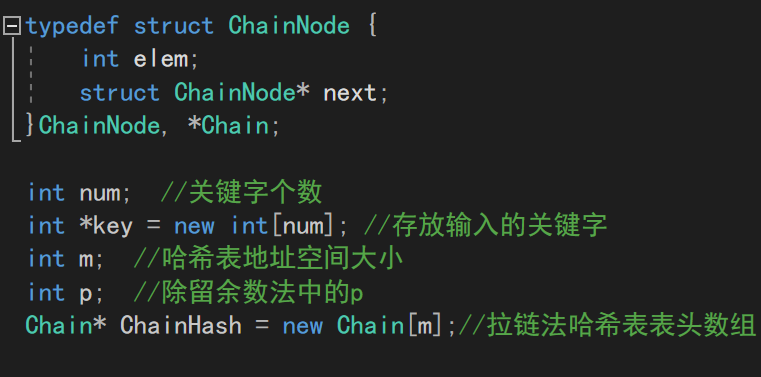 typedef struct ChainNode {
int elem;
struct ChainNode* next;
}ChainNode, *Chain;
int num; //关键字个数
int *key = new int[num]; //存放输入的关键字
int m; //哈希表地址空间大小
int p; //除留余数法中的p
Chain* ChainHash = new Chain[m];//拉链法哈希表表头数组